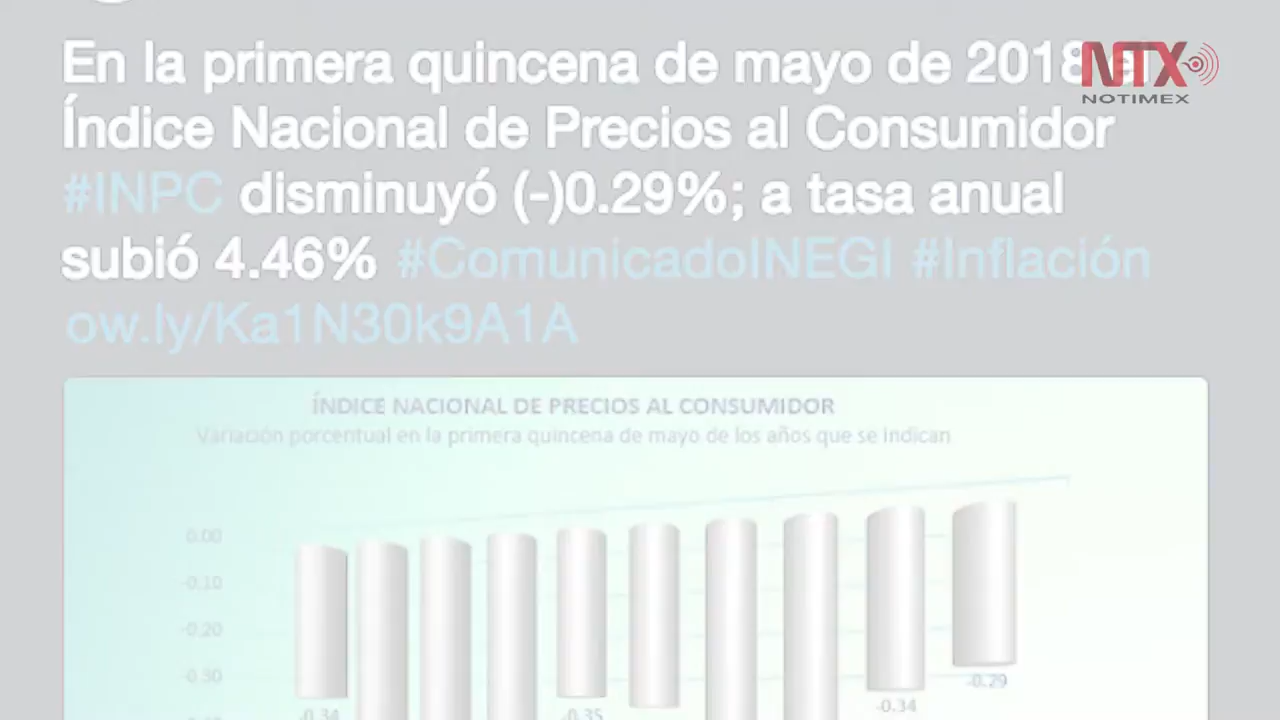 En la primera quincena de mayo de 2018 el
NTX
NOTIMEX
Índice Nacional de Precios al Consumidor
#INPC disminuyó (-)0.29%; a tasa anual
subió 4.46% #ComunicadoINEGI #Inflación
ow.ly/Ka1N30k9A1A
ÍNDICE NACIONAL DE PRECIOS AL CONSUMIDOR
Variación porcentual en la primera quincena de mayo de los años que se indican
0.00
-0.10
-0.20
-0.30
-0.29
-0.34
-0.34
-0.35